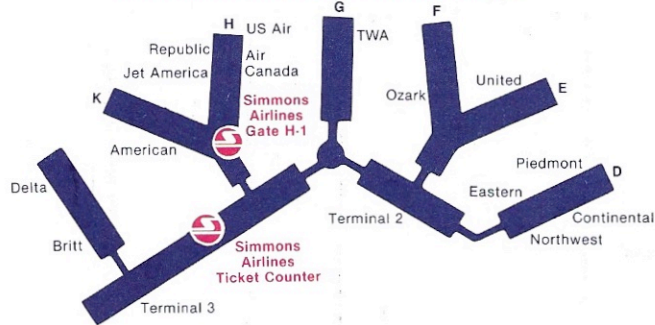 G
H
US Air
F
TWA
Republic
Air
Canada
Jet America
United
K
Ozark
E
Simmons
Airlines
Gate H-1
American
Piedmont
D
Delta
Eastern
Continental
Terminal 2
Northwest
Britt
Simmons
Airlines
Ticket Counter
Terminal 3